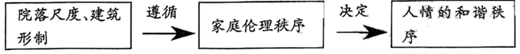 院落尺度、建筑
形制
遵循
家庭伦理秩序
决定
人情的和谐秩
序